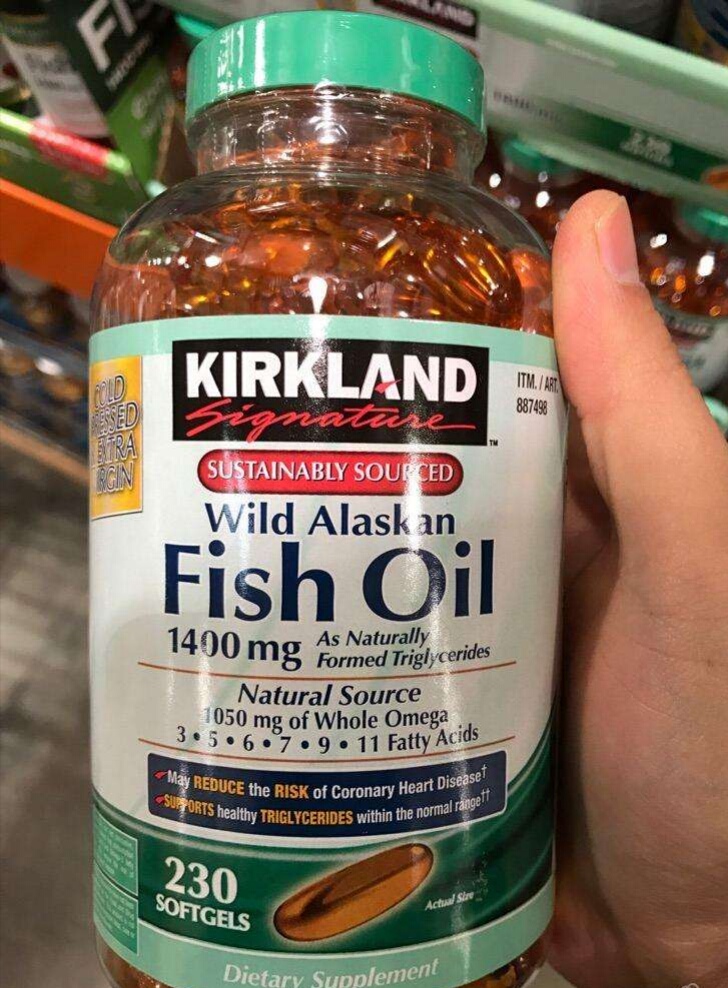 KIRKLAND
Signature
TM
ITM. / ART.
887498
COLD
PRESSED
EXTRA
VIRGIN
SUSTAINABLY SOURCED
Wild Alaskan
Fish Oil
1400 mg As Naturally
Formed Triglycerides
Natural Source
1050 mg of Whole Omega
3 • 5 • 6 • 7 • 9 • 11 Fatty Acids
May REDUCE the RISK of Coronary Heart Disease†
SUPPORTS healthy TRIGLYCERIDES within the normal range††
230
SOFTGELS
Actual Size
Dietary Supplement